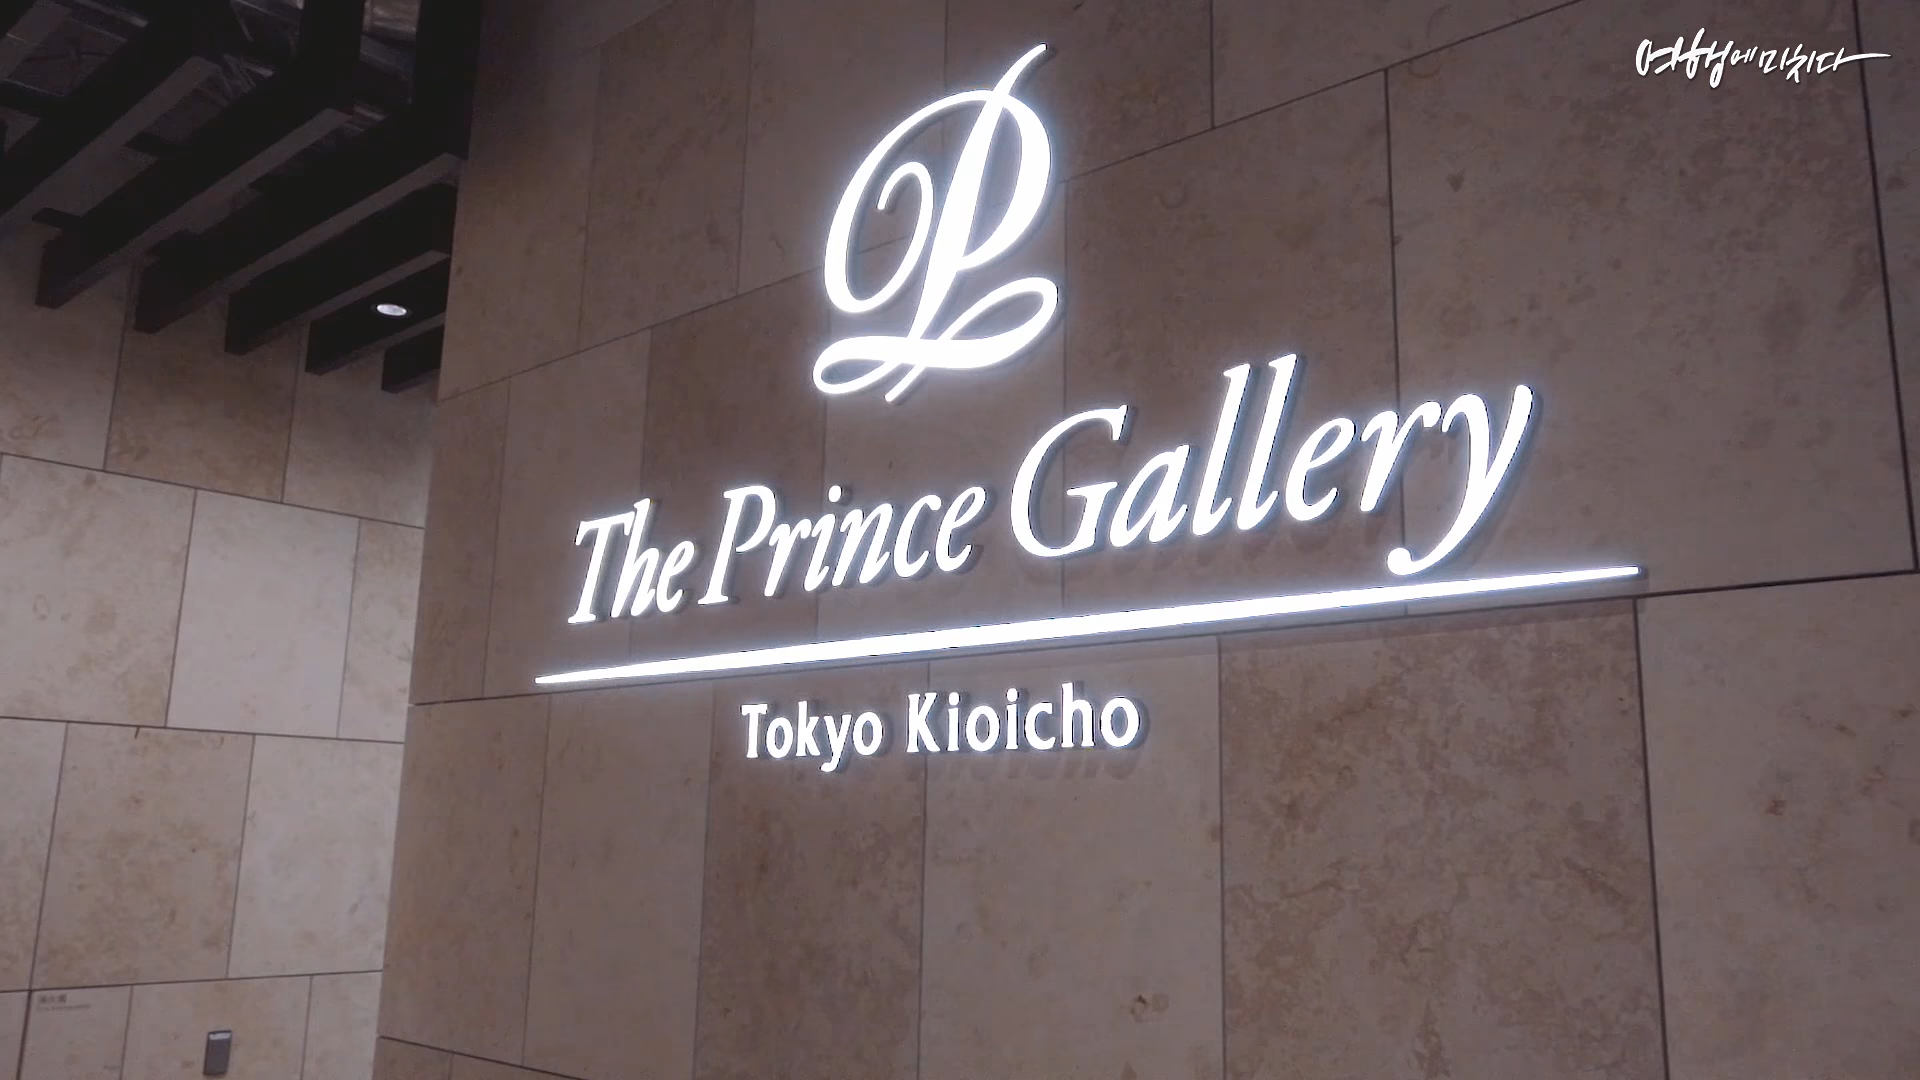 여행에미치다
The Prince Gallery
Tokyo Kioicho